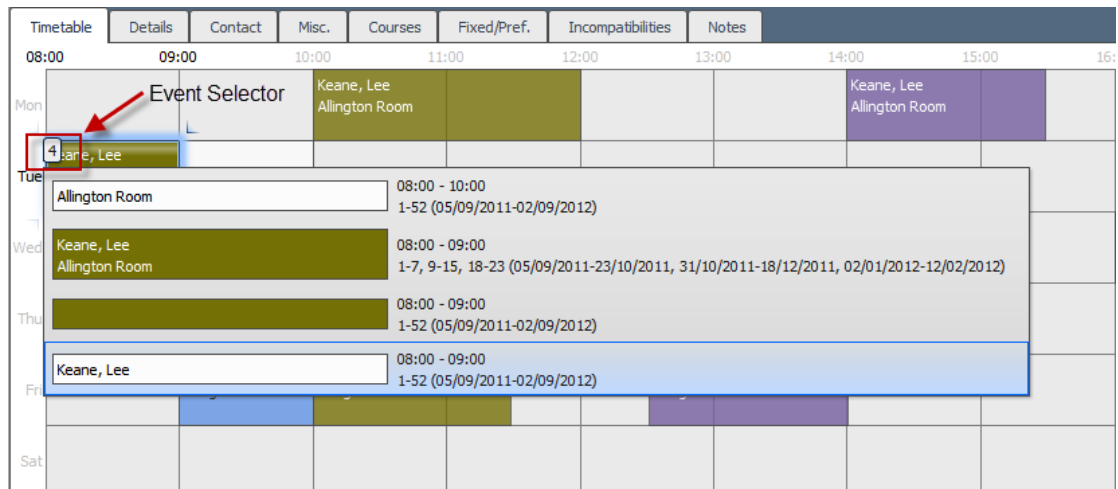 Timetable Details Contact Misc. Courses Fixed/Pref. Incompatibilities Notes
08:00 09:00 10:00 11:00 12:00 13:00 14:00 15:00 16:
Mon
Event Selector
Keane, Lee
Allington Room
Keane, Lee
Allington Room
4
eane, Lee
Tue
Allington Room
08:00 - 10:00
1-52 (05/09/2011-02/09/2012)
Wed
Keane, Lee
Allington Room
08:00 - 09:00
1-7, 9-15, 18-23 (05/09/2011-23/10/2011, 31/10/2011-18/12/2011, 02/01/2012-12/02/2012)
Thu
08:00 - 09:00
1-52 (05/09/2011-02/09/2012)
Keane, Lee
08:00 - 09:00
1-52 (05/09/2011-02/09/2012)
Fri
Sat